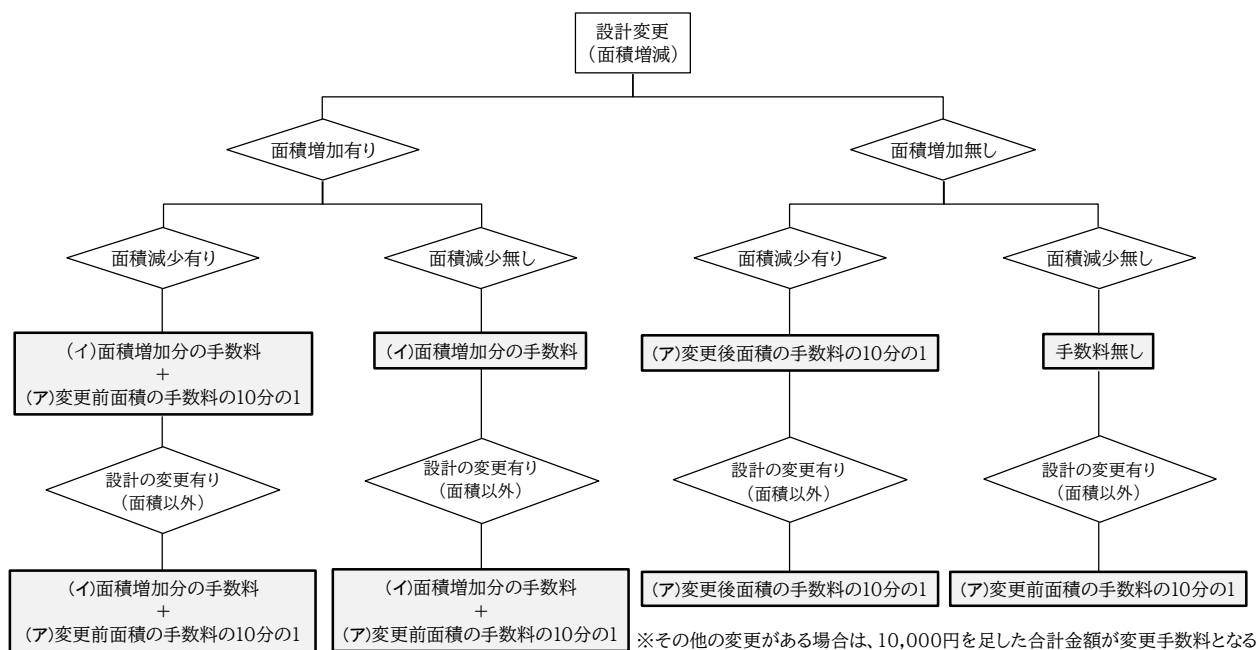 設計変更
(面積増減)
面積増加有り
面積増加無し
面積減少有り
面積減少無し
面積減少有り
面積減少無し
(イ)面積増加分の手数料
+
(ア)変更前面積の手数料の10分の1
(イ)面積増加分の手数料
(ア)変更後面積の手数料の10分の1
手数料無し
設計の変更有り
(面積以外)
設計の変更有り
(面積以外)
設計の変更有り
(面積以外)
設計の変更有り
(面積以外)
(イ)面積増加分の手数料
+
(ア)変更前面積の手数料の10分の1
(イ)面積増加分の手数料
+
(ア)変更前面積の手数料の10分の1
(ア)変更後面積の手数料の10分の1
(ア)変更前面積の手数料の10分の1
※その他の変更がある場合は、10,000円を足した合計金額が変更手数料となる